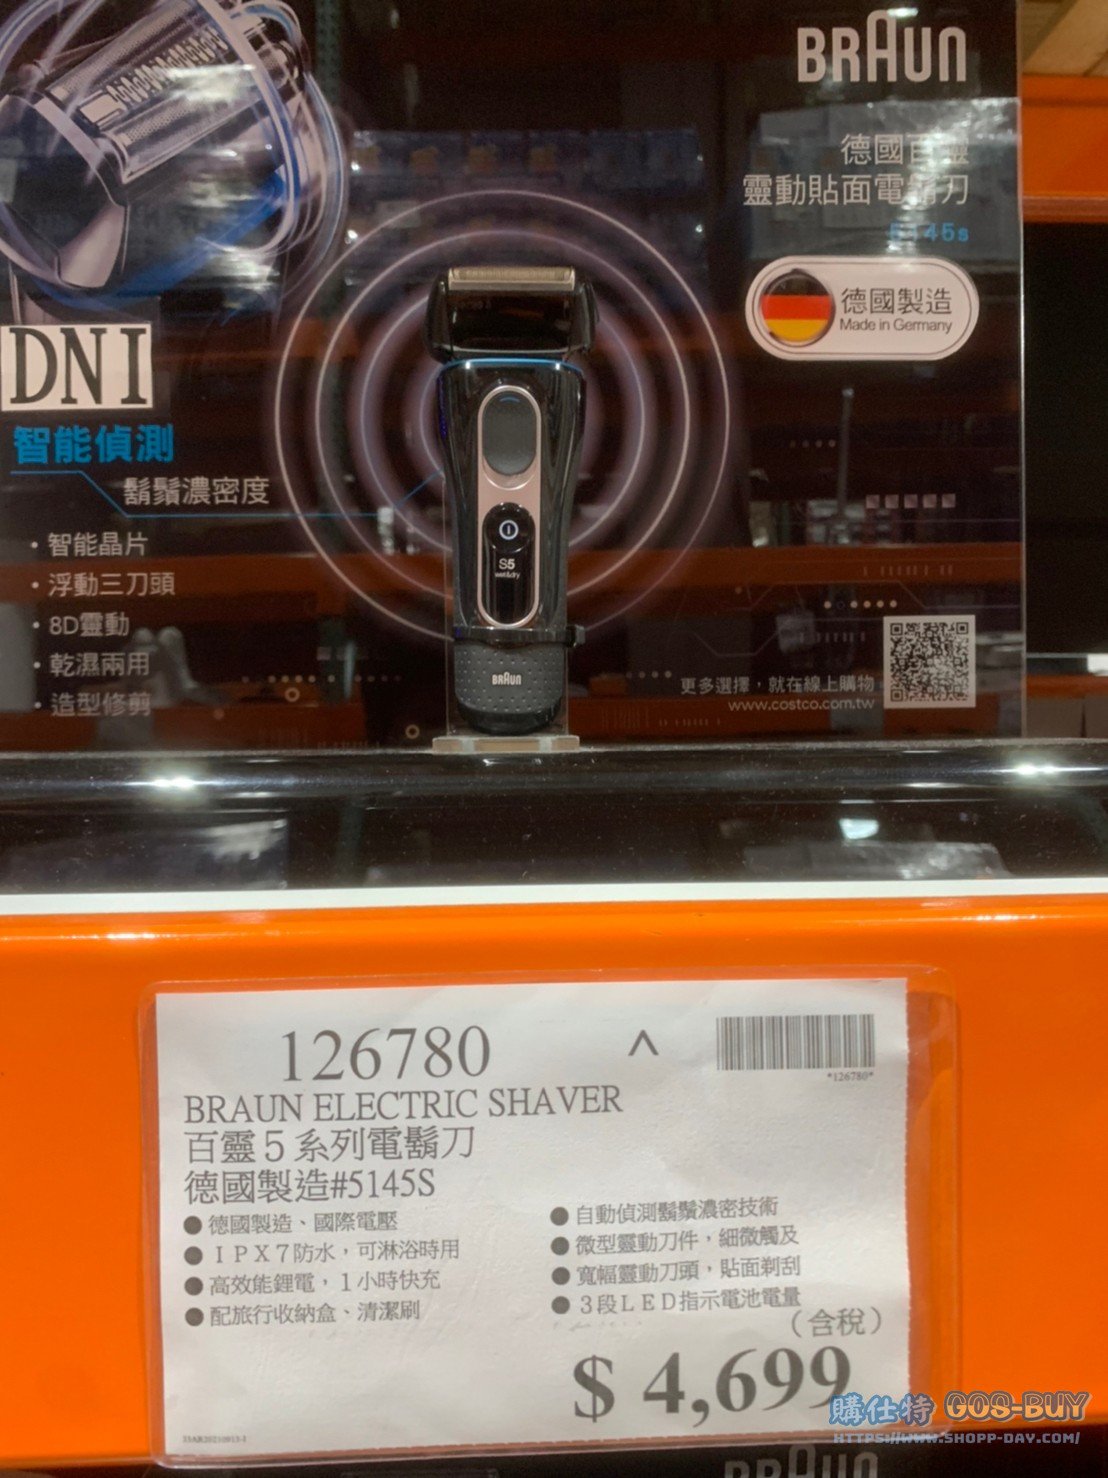 BRAUN
德國百靈
靈動貼面電鬍刀
5145s
德國製造
Made in Germany
DNI
智能偵測
鬍鬚濃密度
・智能晶片
・浮動三刀頭
・8D靈動
・乾濕兩用
・造型修剪
S5
wet&dry
BRAUN
更多選擇，就在線上購物
www.costco.com.tw
126780
^
*126780*
BRAUN ELECTRIC SHAVER
百靈５系列電鬍刀
德國製造#5145S
●德國製造、國際電壓
●ＩＰＸ７防水，可淋浴時用
●高效能鋰電，１小時快充
●配旅行收納盒、清潔刷
●自動偵測鬍鬚濃密技術
●微型靈動刀件，細微觸及
●寬幅靈動刀頭，貼面剃刮
●３段ＬＥＤ指示電池電量
（含稅）
$ 4,699
購仕特 GOS-BUY
HTTPS://WWW.SHOPP-DAY.COM/
BRAUN